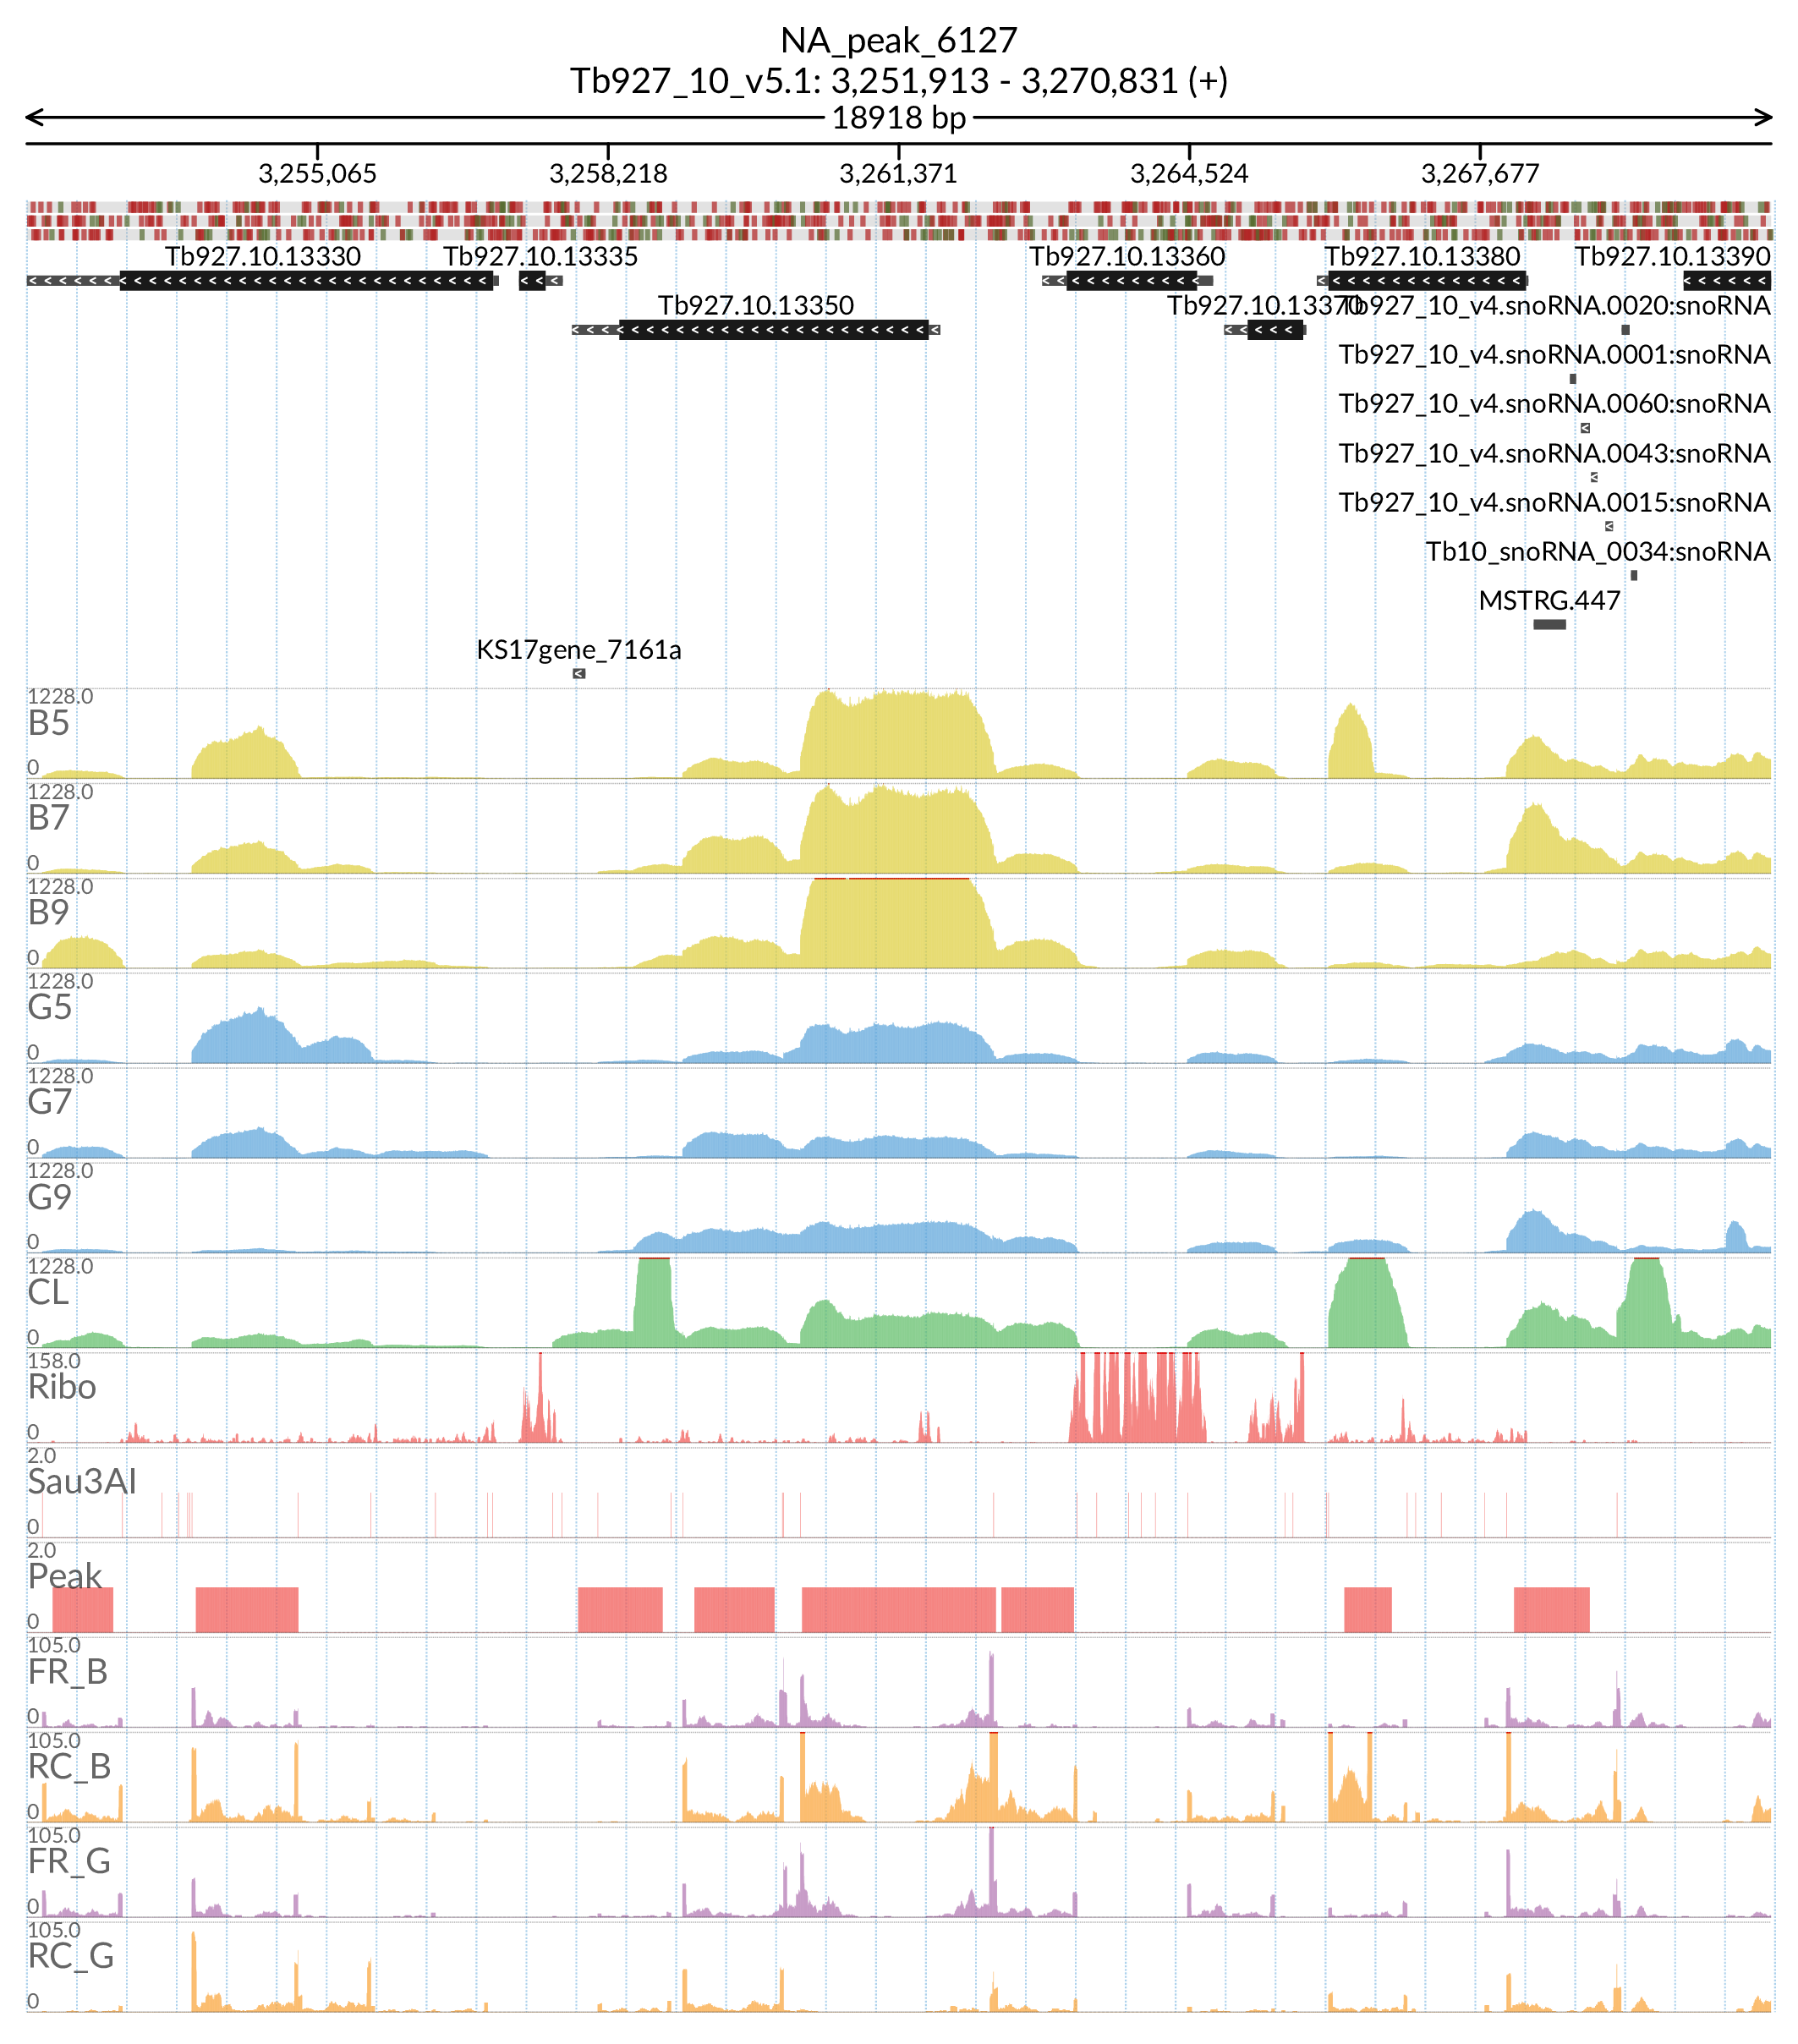 NA_peak_6127
Tb927_10_v5.1: 3,251,913 - 3,270,831 (+)
18918 bp
3,255,065 3,258,218 3,261,371 3,264,524 3,267,677
Tb927.10.13330 Tb927.10.13335 Tb927.10.13360 Tb927.10.13380 Tb927.10.13390
Tb927.10.13350 Tb927.10.13370 Tb927_10_v4.snoRNA.0020:snoRNA
Tb927_10_v4.snoRNA.0001:snoRNA
Tb927_10_v4.snoRNA.0060:snoRNA
Tb927_10_v4.snoRNA.0043:snoRNA
Tb927_10_v4.snoRNA.0015:snoRNA
Tb10_snoRNA_0034:snoRNA
MSTRG.447
KS17gene_7161a
1228.0
B5
0
1228.0
B7
0
1228.0
B9
0
1228.0
G5
0
1228.0
G7
0
1228.0
G9
0
1228.0
CL
0
158.0
Ribo
0
2.0
Sau3AI
0
2.0
Peak
0
105.0
FR_B
0
105.0
RC_B
0
105.0
FR_G
0
105.0
RC_G
0